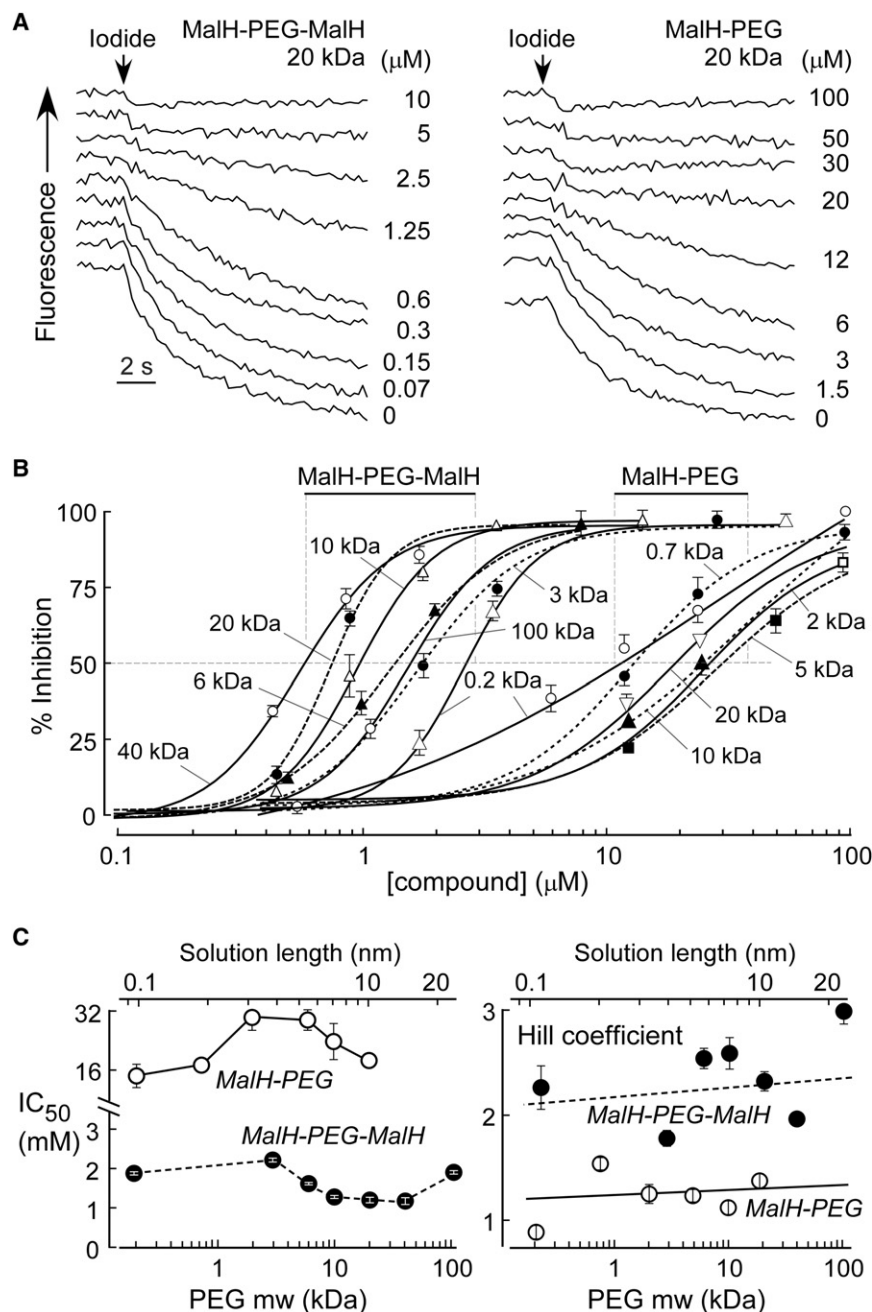 A
Iodide
MalH-PEG-MalH
20 kDa (μM)
Fluorescence
10
5
2.5
1.25
0.6
0.3
0.15
0.07
0
2 s
Iodide
MalH-PEG
20 kDa (μM)
100
50
30
20
12
6
3
1.5
0
B
MalH-PEG-MalH
MalH-PEG
% Inhibition
100
75
50
25
0
10 kDa
20 kDa
6 kDa
40 kDa
3 kDa
100 kDa
0.2 kDa
0.7 kDa
2 kDa
5 kDa
20 kDa
10 kDa
0.1 1 10 100
[compound] (μM)
C
Solution length (nm)
0.1 1 10 20
32
16
IC50
(mM)
2
1
0
MalH-PEG
MalH-PEG-MalH
1 10 100
PEG mw (kDa)
Solution length (nm)
0.1 1 10 20
3
2
1
Hill coefficient
MalH-PEG-MalH
MalH-PEG
1 10 100
PEG mw (kDa)